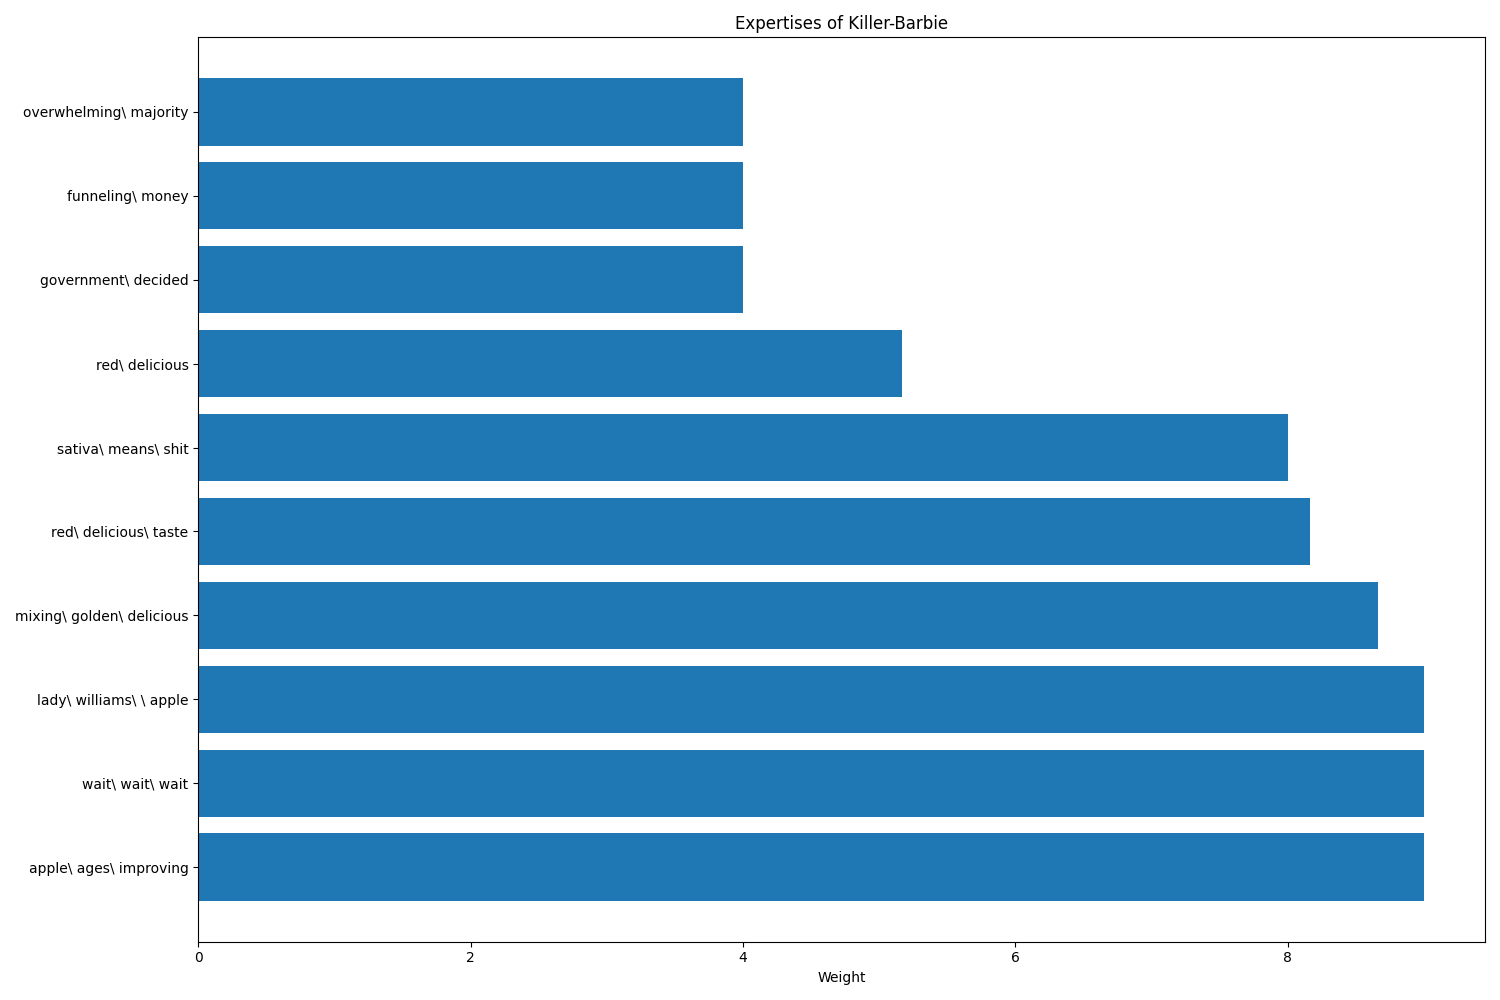 Expertises of Killer-Barbie
overwhelming\ majority
funneling\ money
government\ decided
red\ delicious
sativa\ means\ shit
red\ delicious\ taste
mixing\ golden\ delicious
lady\ williams\ \ apple
wait\ wait\ wait
apple\ ages\ improving
0 2 4 6 8
Weight